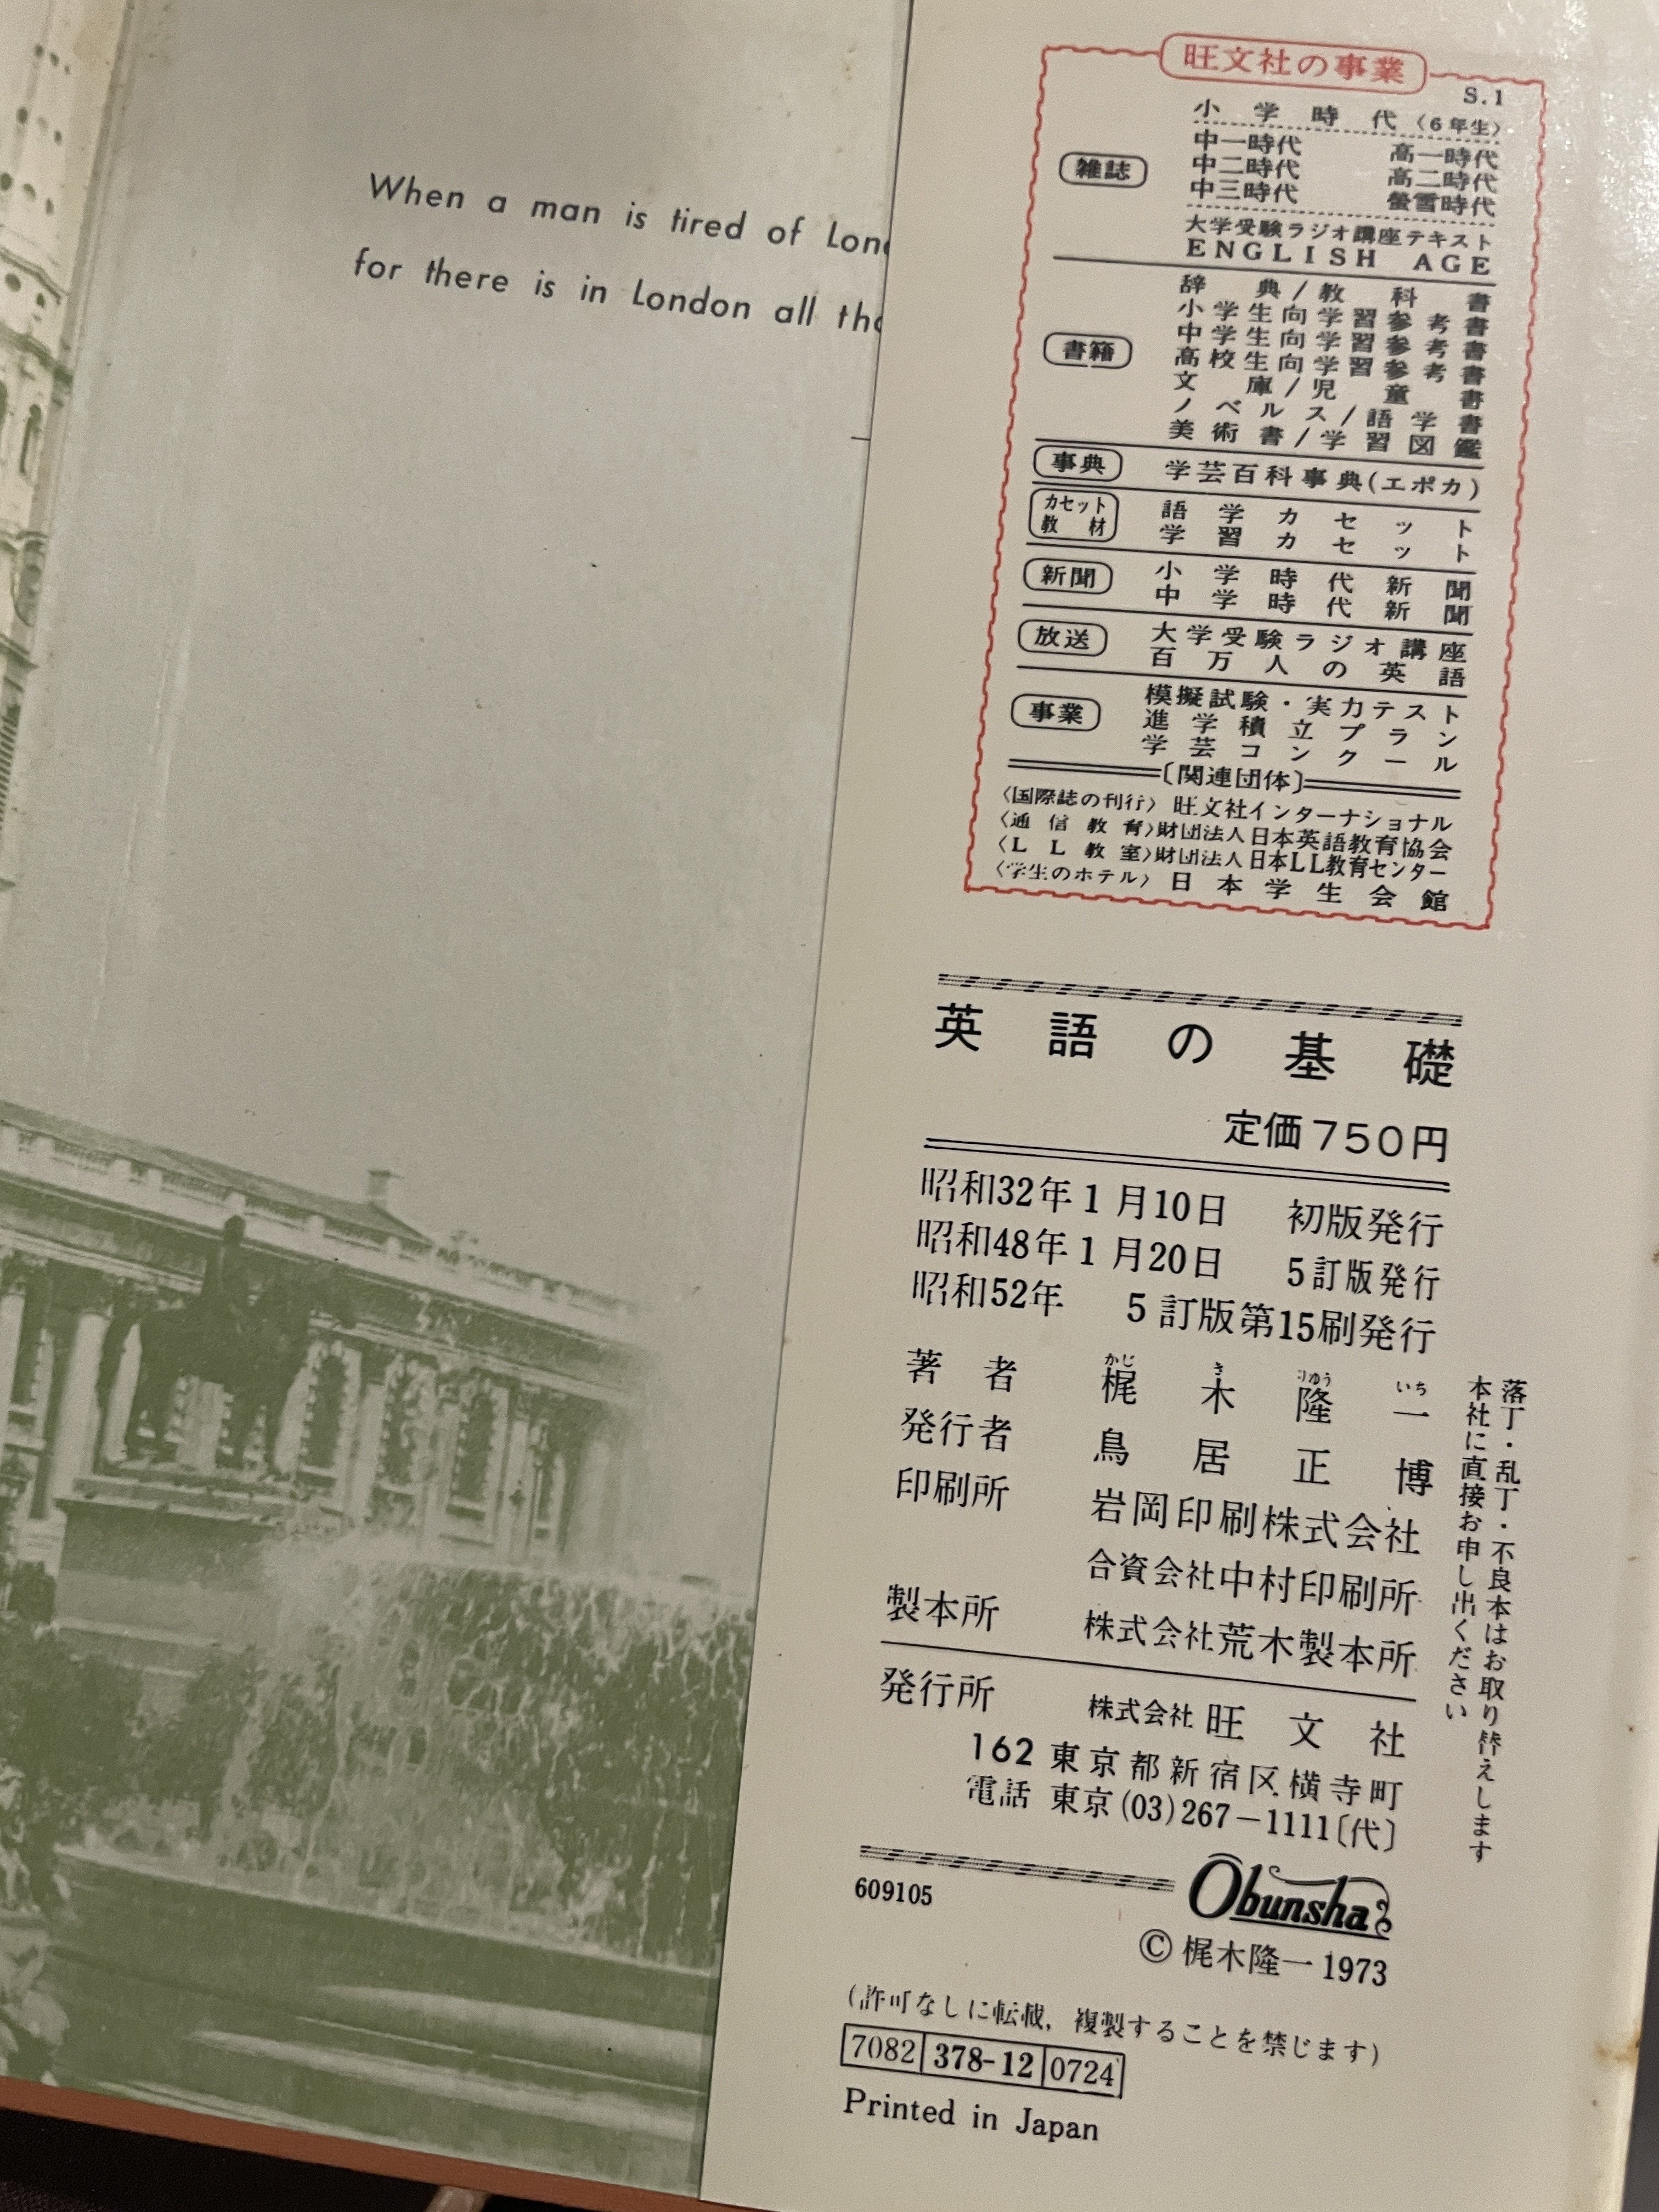 When a man is tired of Lon
for there is in London all th
旺文社の事業
S.1
雑誌
小学時代〈6年生〉
中一時代 高一時代
中二時代 高二時代
中三時代 螢雪時代
大学受験ラジオ講座テキスト
ENGLISH AGE
書籍
辞典/教科書
小学生向学習参考書
中学生向学習参考書
高校生向学習参考書
文庫/児童書
ノベルス/語学書
美術書/学習図鑑
事典 学芸百科事典(エポカ)
カセット教材
語学カセット
学習カセット
新聞
小学時代新聞
中学時代新聞
放送
大学受験ラジオ講座
百万人の英語
事業
模擬試験・実力テスト
進学積立プラン
学芸コンクール
〔関連団体〕
〈国際誌の刊行〉旺文社インターナショナル
〈通信教育〉財団法人日本英語教育協会
〈LL教室〉財団法人日本LL教育センター
〈学生のホテル〉日本学生会館
英語の基礎
定価750円
昭和32年1月10日 初版発行
昭和48年1月20日 5訂版発行
昭和52年 5訂版第15刷発行
かじ き りゆう いち
著者 梶木隆一
発行者 鳥居正博
印刷所 岩岡印刷株式会社
合資会社中村印刷所
製本所 株式会社荒木製本所
発行所 株式会社旺文社
162 東京都新宿区横寺町
電話 東京(03)267-1111〔代〕
落丁・乱丁・不良本はお取り替えします
本社に直接お申し出ください
609105
Obunsha
© 梶木隆一 1973
(許可なしに転載, 複製することを禁じます)
7082 378-12 0724
Printed in Japan